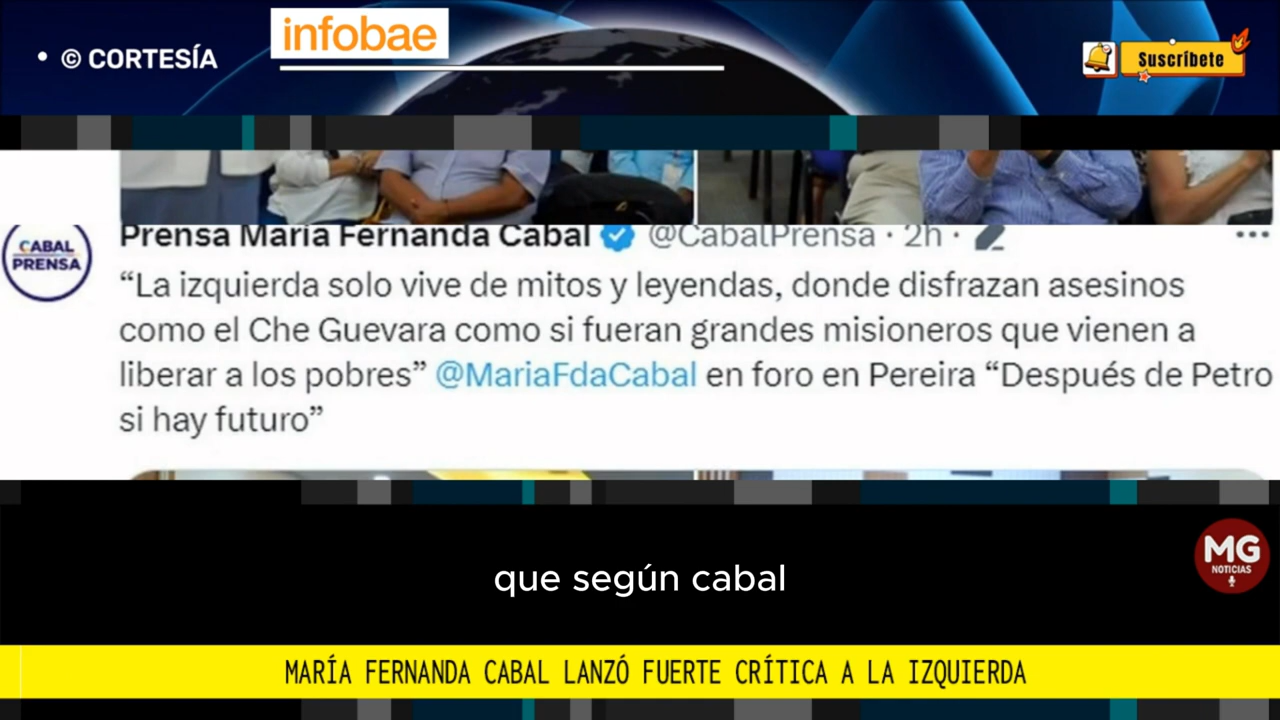 © CORTESÍA
infobae
Suscríbete
CABAL
PRENSA
Prensa María Fernanda Cabal @CabalPrensa · 2h ·
“La izquierda solo vive de mitos y leyendas, donde disfrazan asesinos
como el Che Guevara como si fueran grandes misioneros que vienen a
liberar a los pobres” @MariaFdaCabal en foro en Pereira “Después de Petro
si hay futuro”
que según cabal
MG
NOTICIAS
MARÍA FERNANDA CABAL LANZÓ FUERTE CRÍTICA A LA IZQUIERDA